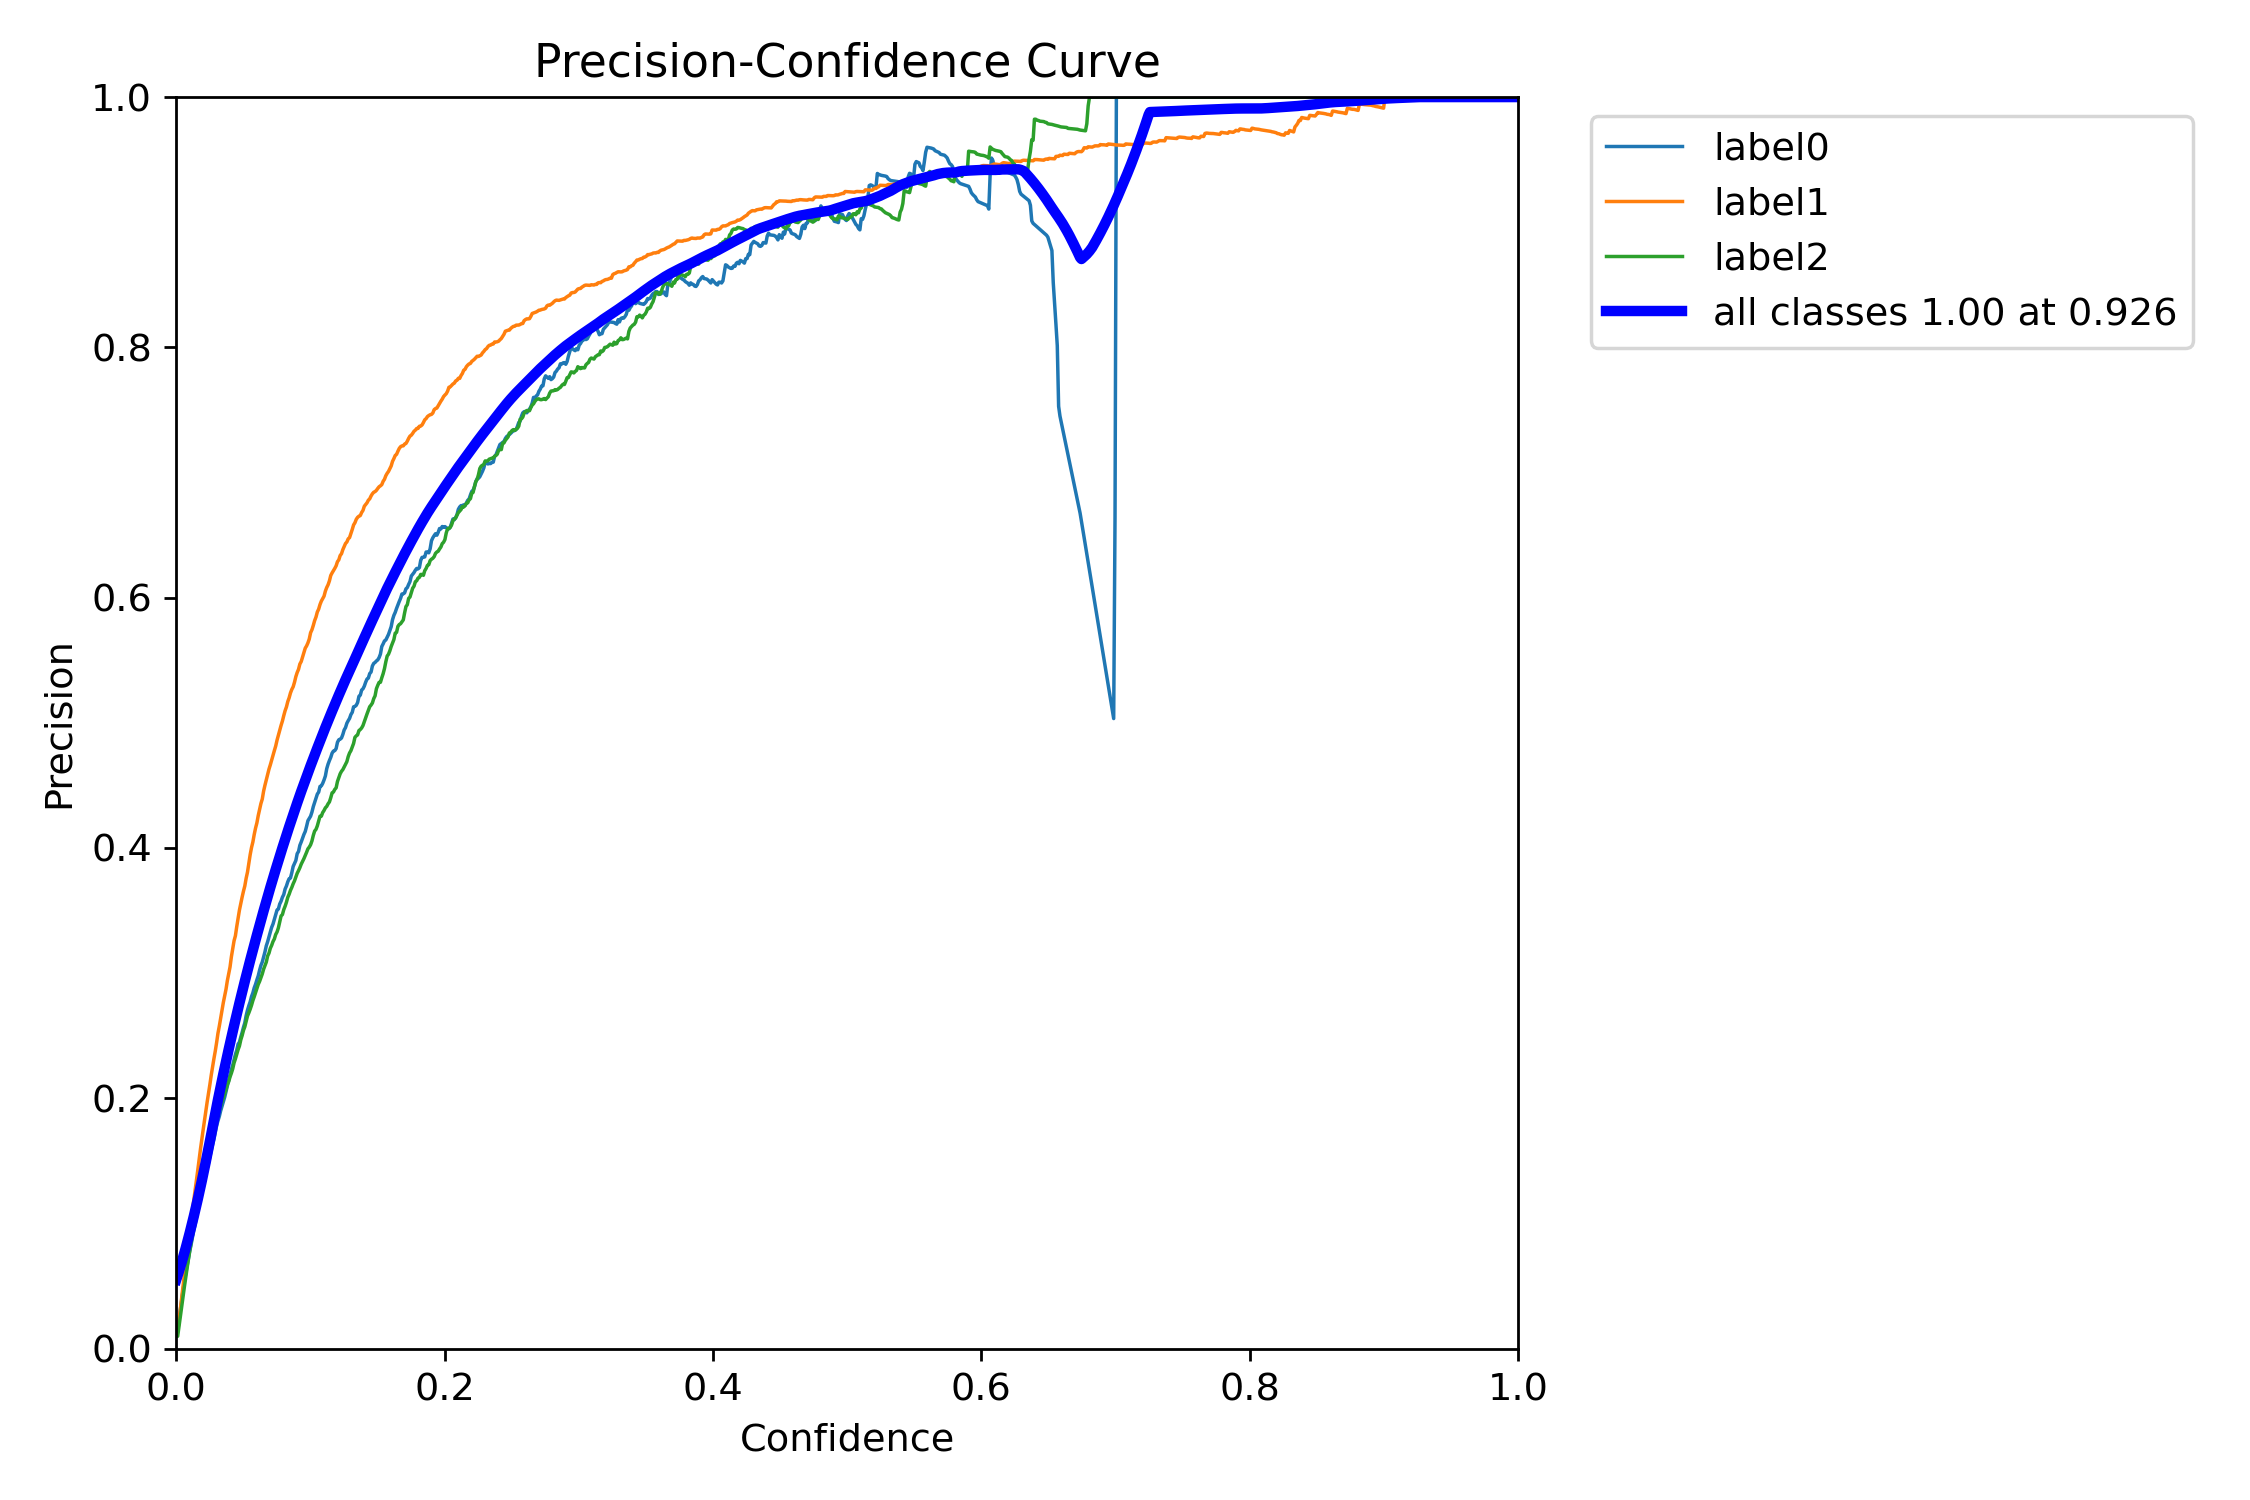 Precision-Confidence Curve
1.0
0.8
0.6
0.4
0.2
0.0
Precision
0.0 0.2 0.4 0.6 0.8 1.0
Confidence
label0
label1
label2
all classes 1.00 at 0.926